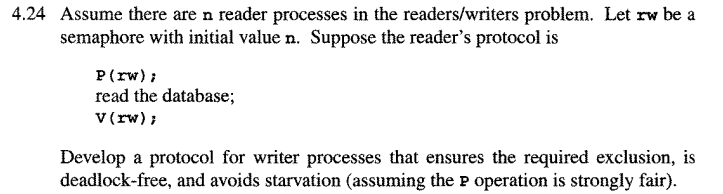 4.24 Assume there are n reader processes in the readers/writers problem. Let rw be a
semaphore with initial value n. Suppose the reader's protocol is
P(rw);
read the database;
V(rw);
Develop a protocol for writer processes that ensures the required exclusion, is
deadlock-free, and avoids starvation (assuming the P operation is strongly fair).